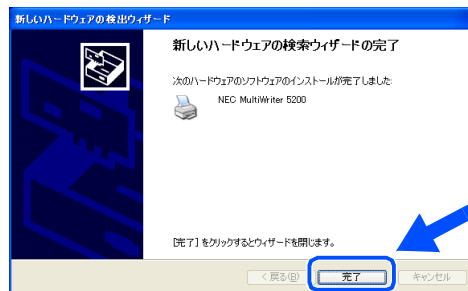 新しいハードウェアの検出ウィザード
新しいハードウェアの検索ウィザードの完了
次のハードウェアのソフトウェアのインストールが完了しました:
NEC MultiWriter 5200
[完了] をクリックするとウィザードを閉じます。
< 戻る(B) 完了 キャンセル